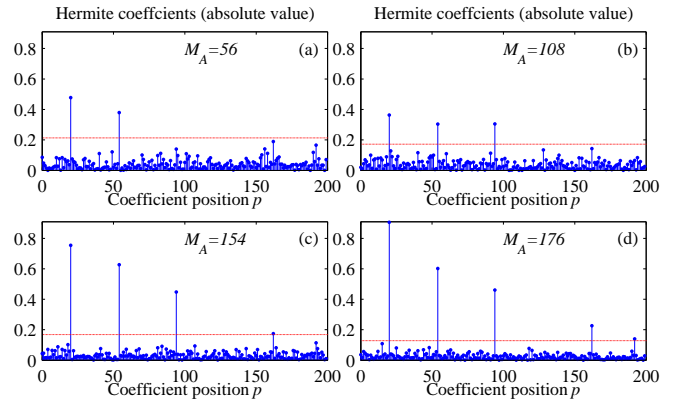 Hermite coeffcients (absolute value) Hermite coeffcients (absolute value)
M_A=56 (a) M_A=108 (b)
0.8 0.8
0.6 0.6
0.4 0.4
0.2 0.2
0 0
0 50 100 150 200 0 50 100 150 200
Coefficient position p Coefficient position p
M_A=154 (c) M_A=176 (d)
0.8 0.8
0.6 0.6
0.4 0.4
0.2 0.2
0 0
0 50 100 150 200 0 50 100 150 200
Coefficient position p Coefficient position p